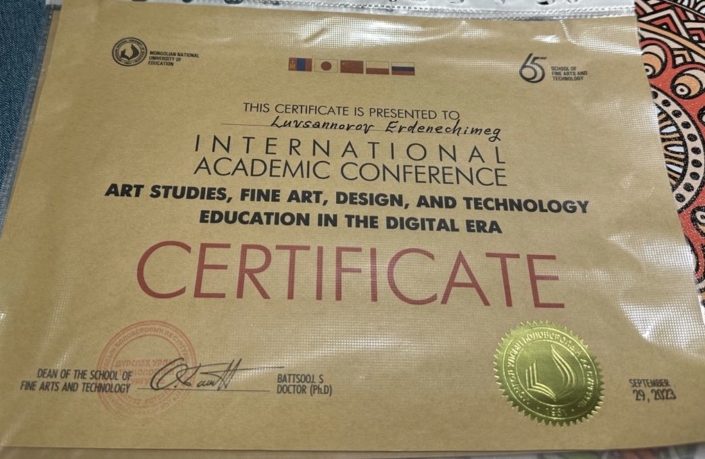 MONGOLIAN NATIONAL
UNIVERSITY OF
EDUCATION
65
SCHOOL OF
FINE ARTS AND
TECHNOLOGY
THIS CERTIFICATE IS PRESENTED TO
Luvsannorov Erdenechimeg
INTERNATIONAL
ACADEMIC CONFERENCE
ART STUDIES, FINE ART, DESIGN, AND TECHNOLOGY
EDUCATION IN THE DIGITAL ERA
CERTIFICATE
DEAN OF THE SCHOOL OF
FINE ARTS AND TECHNOLOGY
BATTSOOJ. S
DOCTOR (Ph.D)
1951
SEPTEMBER
29, 2023